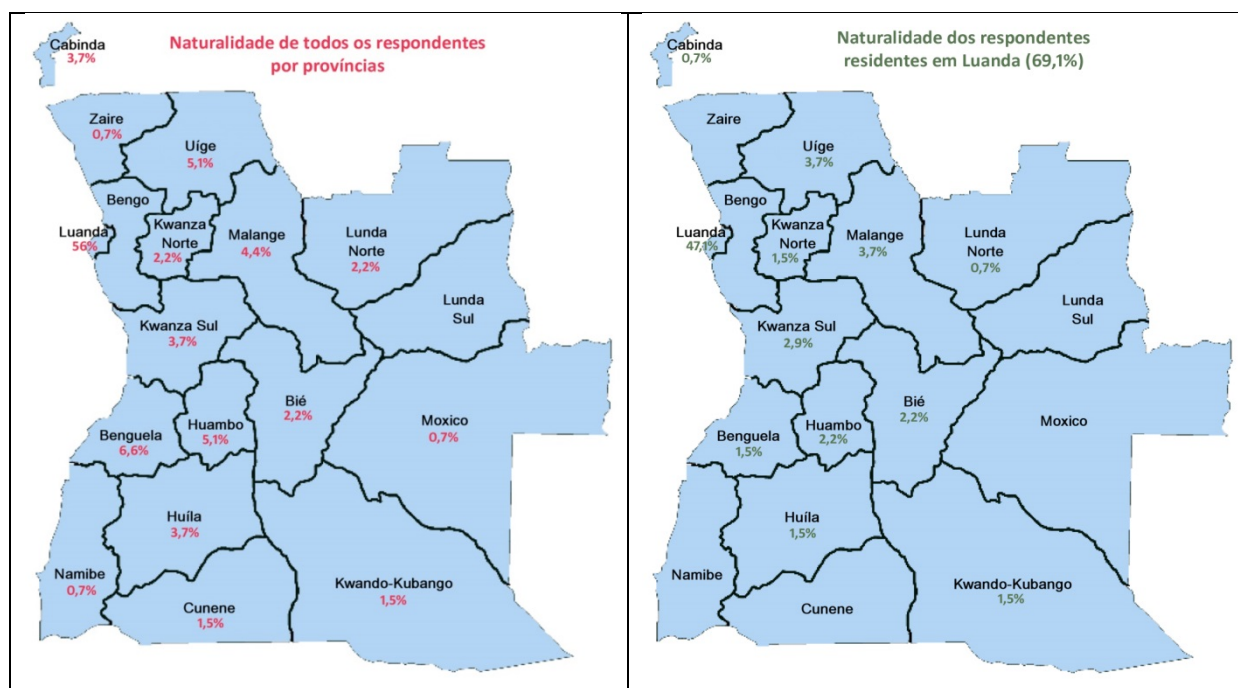 Naturalidade de todos os respondentes
por províncias
Cabinda
3,7%
Zaire
0,7%
Uíge
5,1%
Bengo
Luanda
56%
Kwanza
Norte
2,2%
Malange
4,4%
Lunda
Norte
2,2%
Lunda
Sul
Kwanza Sul
3,7%
Benguela
6,6%
Huambo
5,1%
Bié
2,2%
Moxico
0,7%
Huíla
3,7%
Namibe
0,7%
Cunene
1,5%
Kwando-Kubango
1,5%
Naturalidade dos respondentes
residentes em Luanda (69,1%)
Cabinda
0,7%
Zaire
Uíge
3,7%
Bengo
Luanda
47,1%
Kwanza
Norte
1,5%
Malange
3,7%
Lunda
Norte
0,7%
Lunda
Sul
Kwanza Sul
2,9%
Benguela
1,5%
Huambo
2,2%
Bié
2,2%
Moxico
Huíla
1,5%
Namibe
Cunene
Kwando-Kubango
1,5%